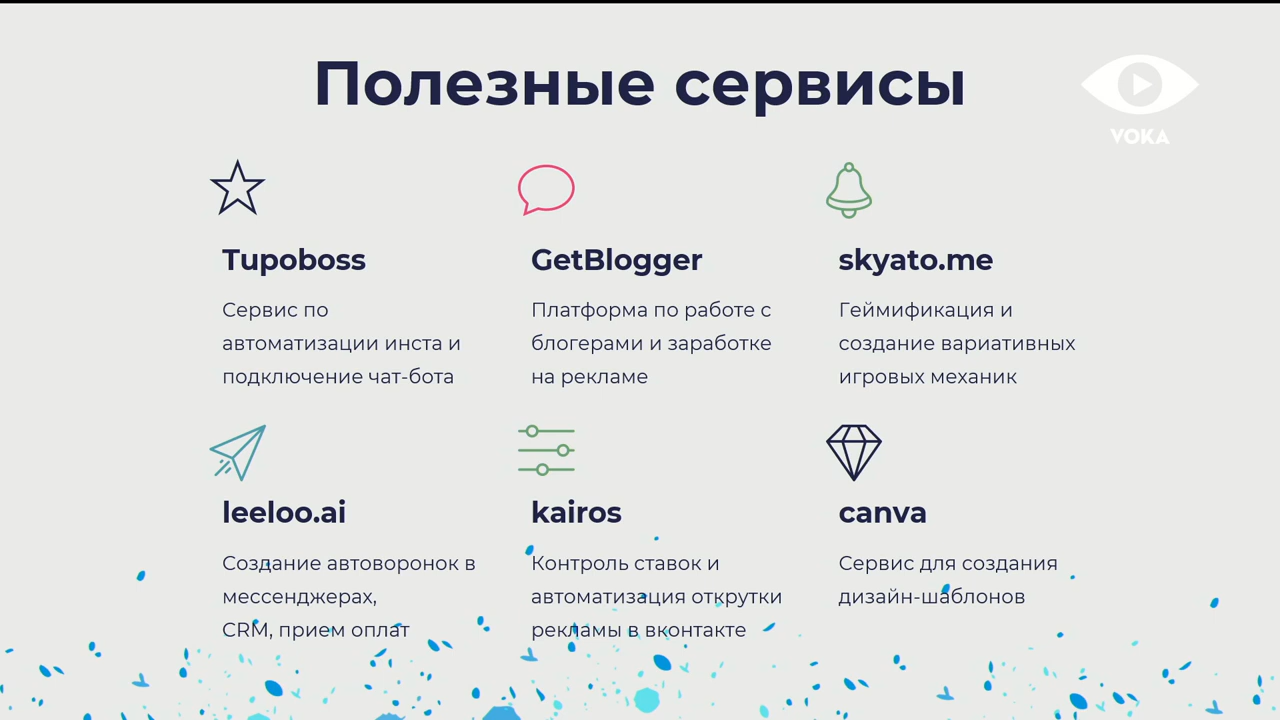 Полезные сервисы
VOKA
Tupoboss
Сервис по
автоматизации инста и
подключение чат-бота
GetBlogger
Платформа по работе с
блогерами и заработке
на рекламе
skyato.me
Геймификация и
создание вариативных
игровых механик
leeloo.ai
Создание автоворонок в
мессенджерах,
CRM, прием оплат
kairos
Контроль ставок и
автоматизация открутки
рекламы в вконтакте
canva
Сервис для создания
дизайн-шаблонов